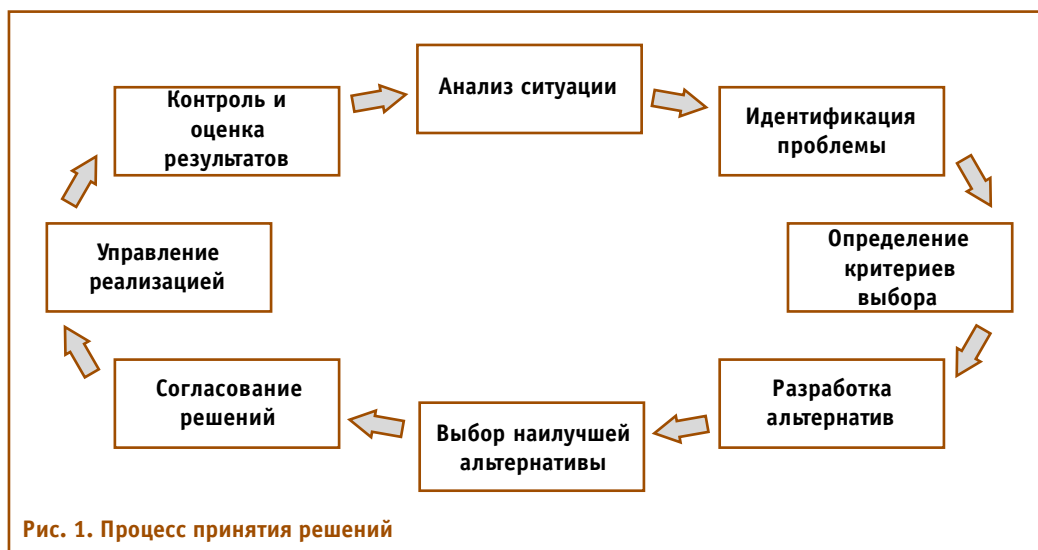 Анализ ситуации
Идентификация
проблемы
Определение
критериев
выбора
Разработка
альтернатив
Выбор наилучшей
альтернативы
Согласование
решений
Управление
реализацией
Контроль и
оценка
результатов
Рис. 1. Процесс принятия решений